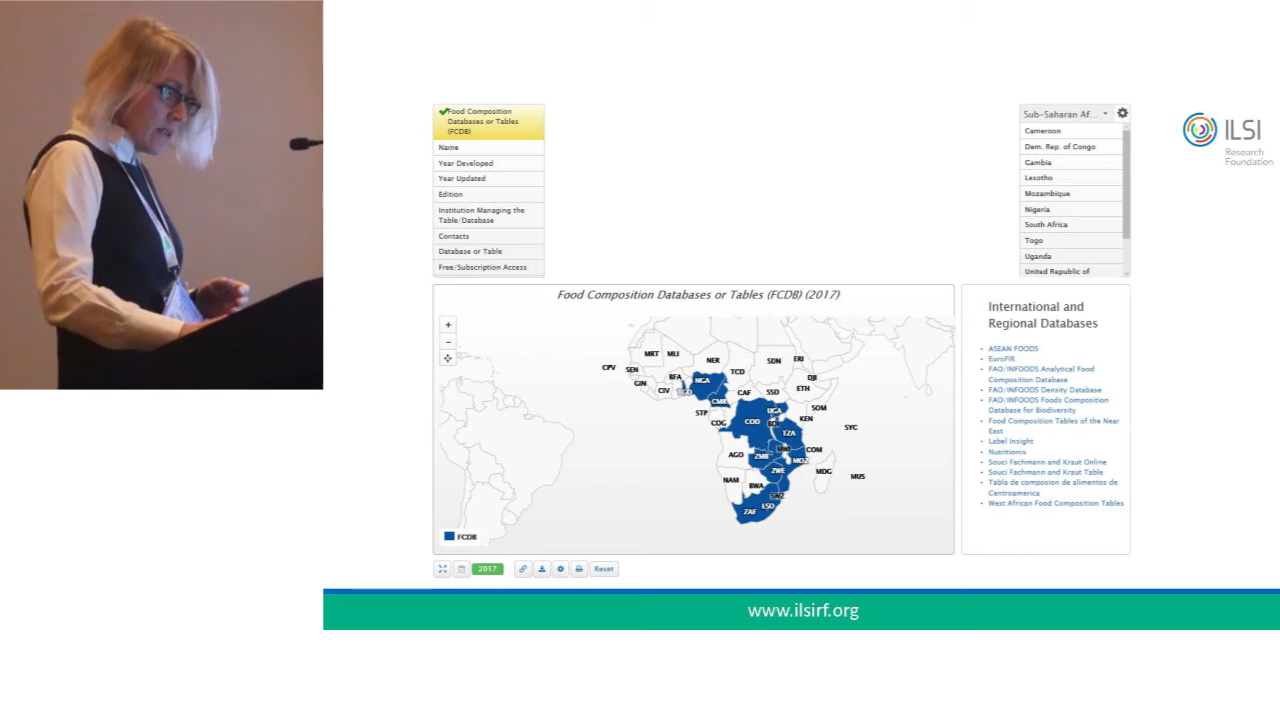 Food Composition
Databases or Tables
(FCDB)
Name
Year Developed
Year Updated
Edition
Institution Managing the
Table/Database
Contacts
Database or Table
Free/Subscription Access
Sub-Saharan Af...
Cameroon
Dem. Rep. of Congo
Gambia
Lesotho
Mozambique
Nigeria
South Africa
Togo
Uganda
United Republic of
ILSI
Research
Foundation
Food Composition Databases or Tables (FCDB) (2017)
+
−
MRT MLI
NER
SDN
ERI
CPV
SEN
TCD
BFA
NGA
DJI
GIN
CIV
CAF
SSD
ETH
CMR
STP
UGA
SOM
COG
COD
KEN
SYC
TZA
AGO
ZMB
COM
MOZ
ZWE
MDG
MUS
NAM
BWA
SWZ
ZAF
LSO
FCDB
International and
Regional Databases
ASEAN FOODS
EuroFIR
FAO/INFOODS Analytical Food
Composition Database
FAO/INFOODS Density Database
FAO/INFOODS Foods Composition
Database for Biodiversity
Food Composition Tables of the Near
East
Label Insight
Nutritionix
Souci Fachmann and Kraut Online
Souci Fachmann and Kraut Table
Tabla de composion de alimentos de
Centroamerica
West African Food Composition Tables
2017
Reset
www.ilsirf.org